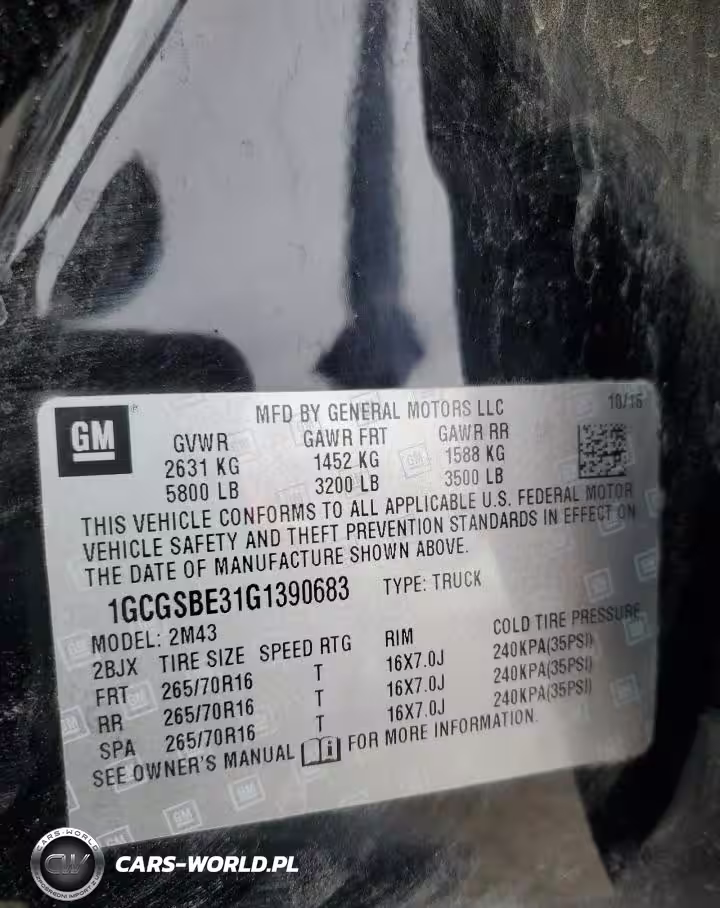 GM
MFD BY GENERAL MOTORS LLC
10/15
GVWR GAWR FRT GAWR RR
2631 KG 1452 KG 1588 KG
5800 LB 3200 LB 3500 LB
THIS VEHICLE CONFORMS TO ALL APPLICABLE U.S. FEDERAL MOTOR
VEHICLE SAFETY AND THEFT PREVENTION STANDARDS IN EFFECT ON
THE DATE OF MANUFACTURE SHOWN ABOVE.
1GCGSBE31G1390683 TYPE: TRUCK
MODEL: 2M43
2BJX TIRE SIZE SPEED RTG RIM COLD TIRE PRESSURE
FRT 265/70R16 T 16X7.0J 240KPA(35PSI)
RR 265/70R16 T 16X7.0J 240KPA(35PSI)
SPA 265/70R16 T 16X7.0J 240KPA(35PSI)
SEE OWNER'S MANUAL FOR MORE INFORMATION.
CARS-WORLD
CW
CARS-WORLD.PL